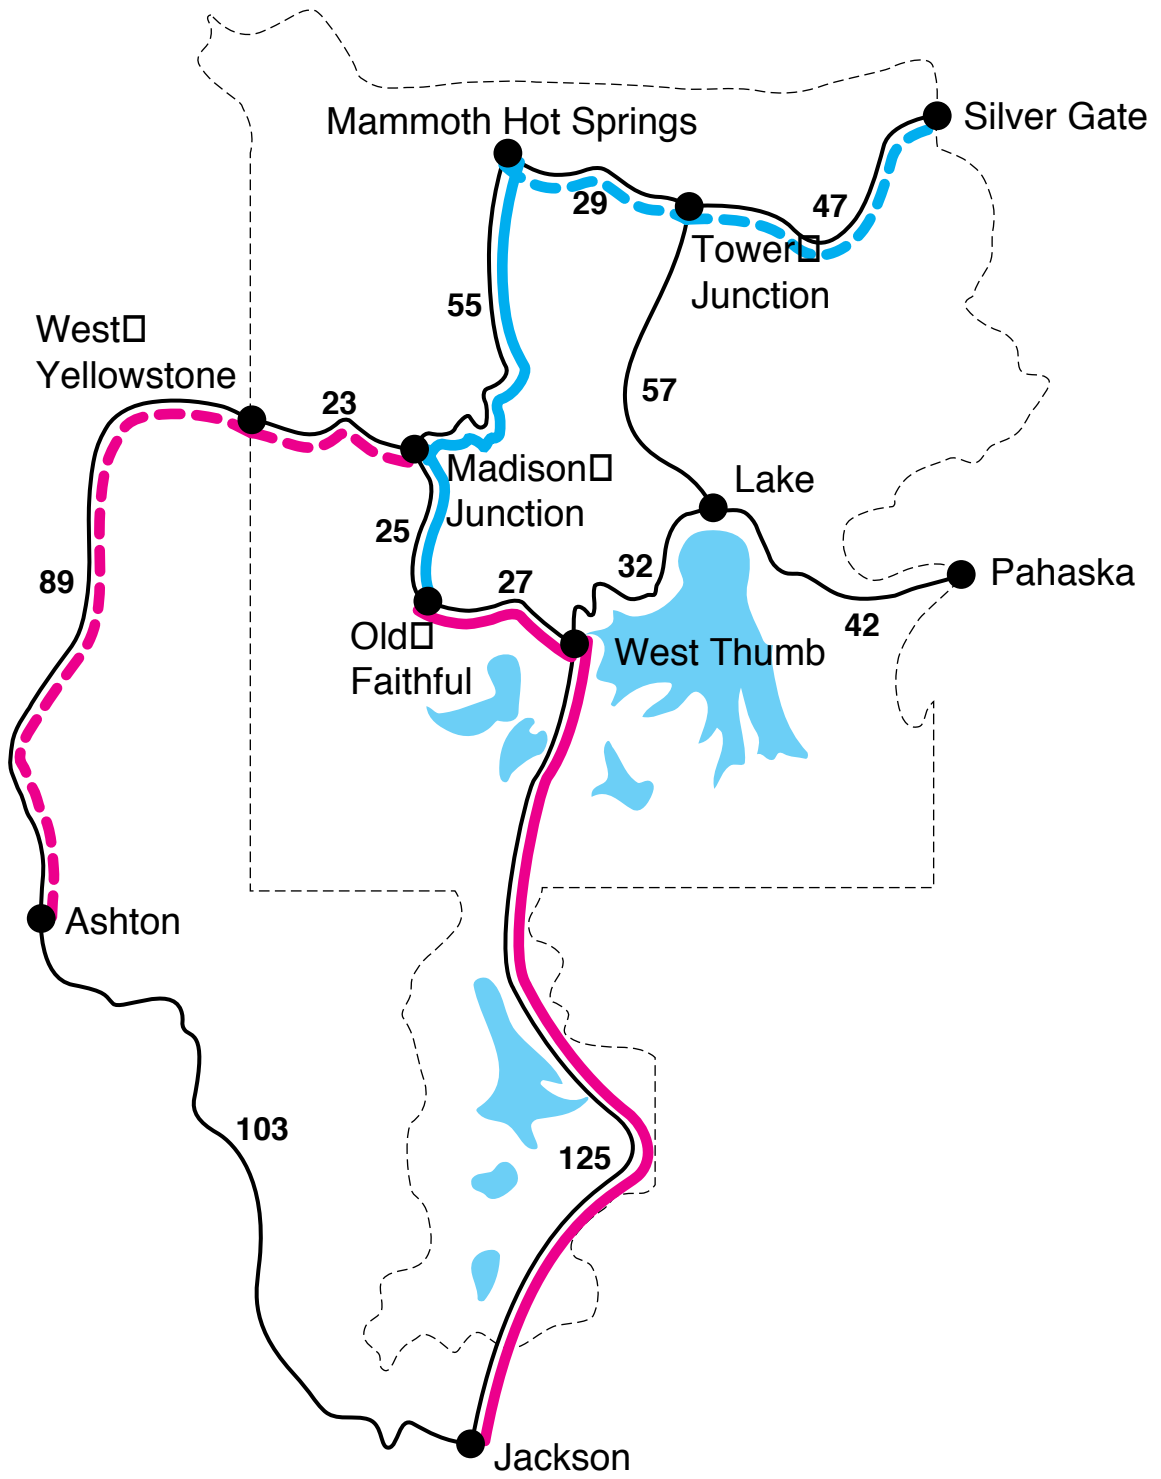 Mammoth Hot Springs
Silver Gate
29
47
Tower
Junction
55
West
Yellowstone
57
23
Madison
Junction
Lake
25
32
27
89
Pahaska
42
Old
Faithful
West Thumb
Ashton
103
125
Jackson